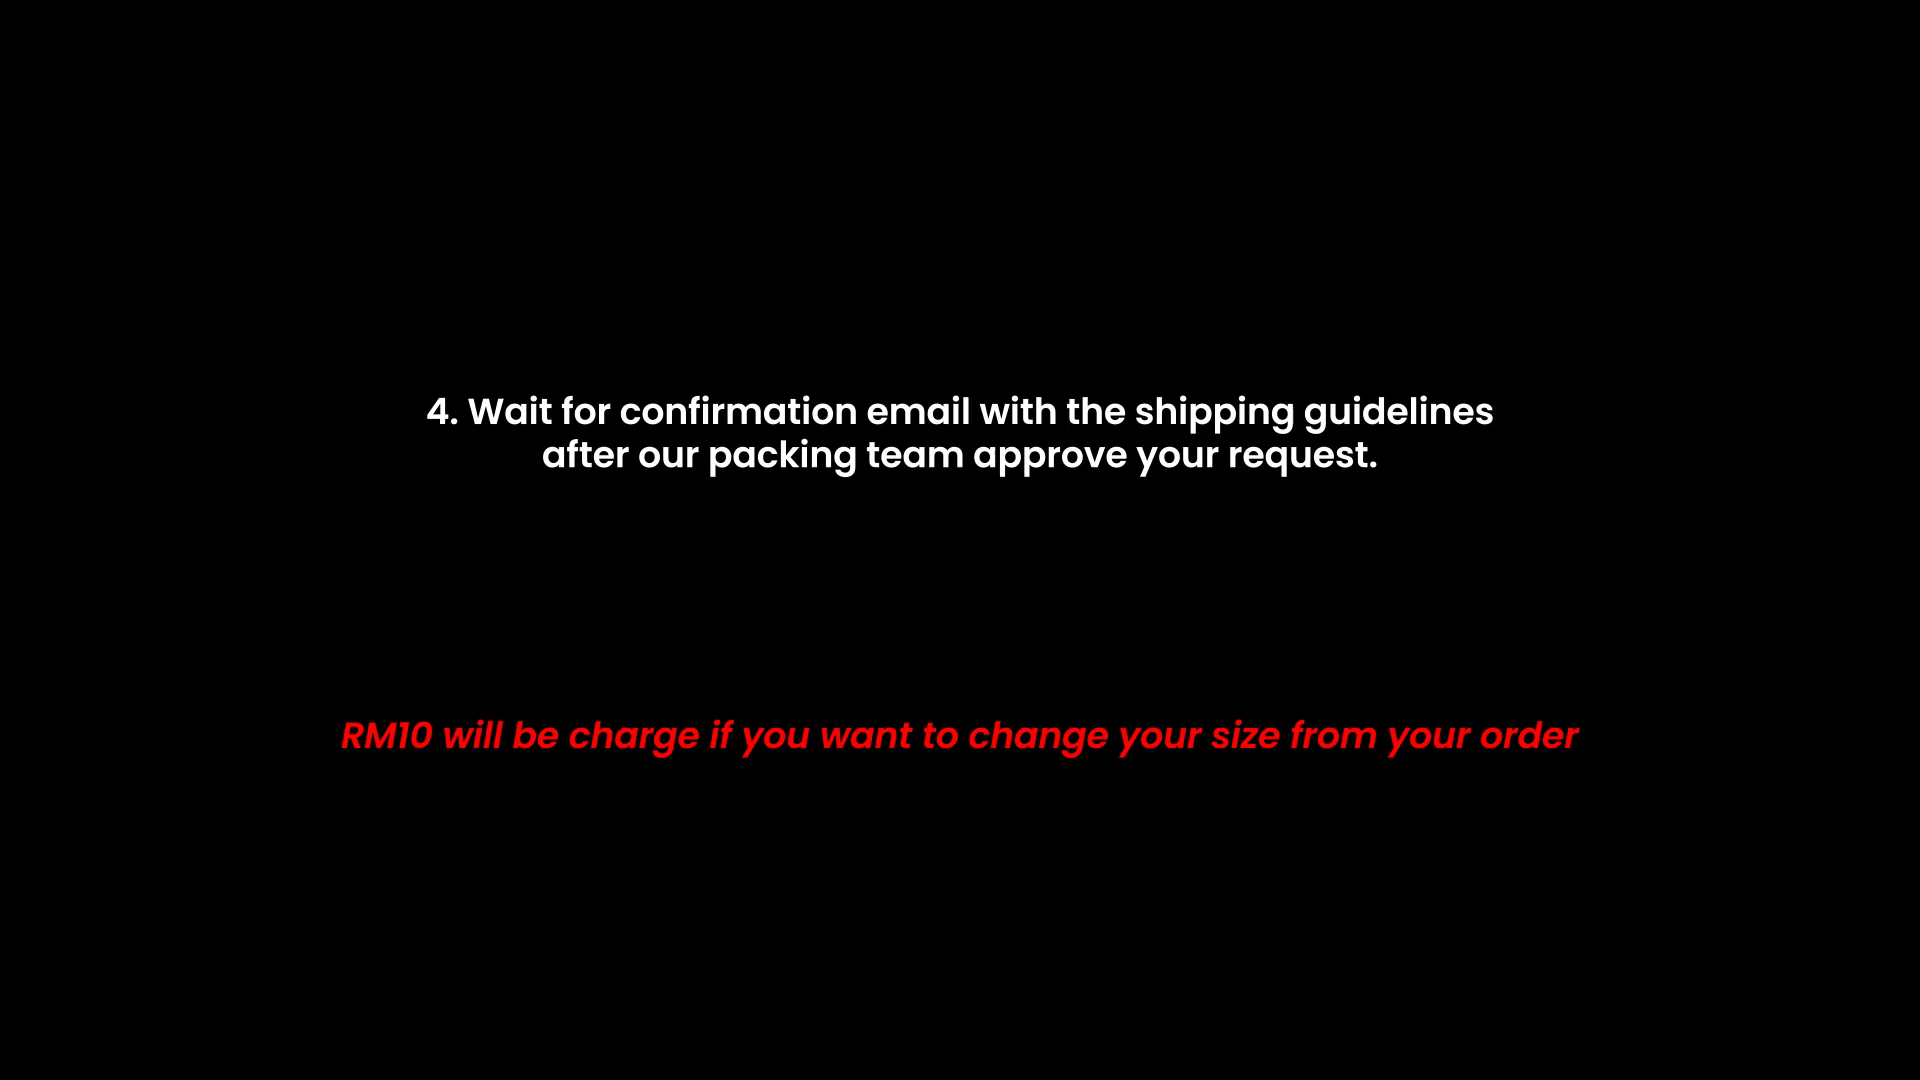 4. Wait for confirmation email with the shipping guidelines
after our packing team approve your request.
RM10 will be charge if you want to change your size from your order